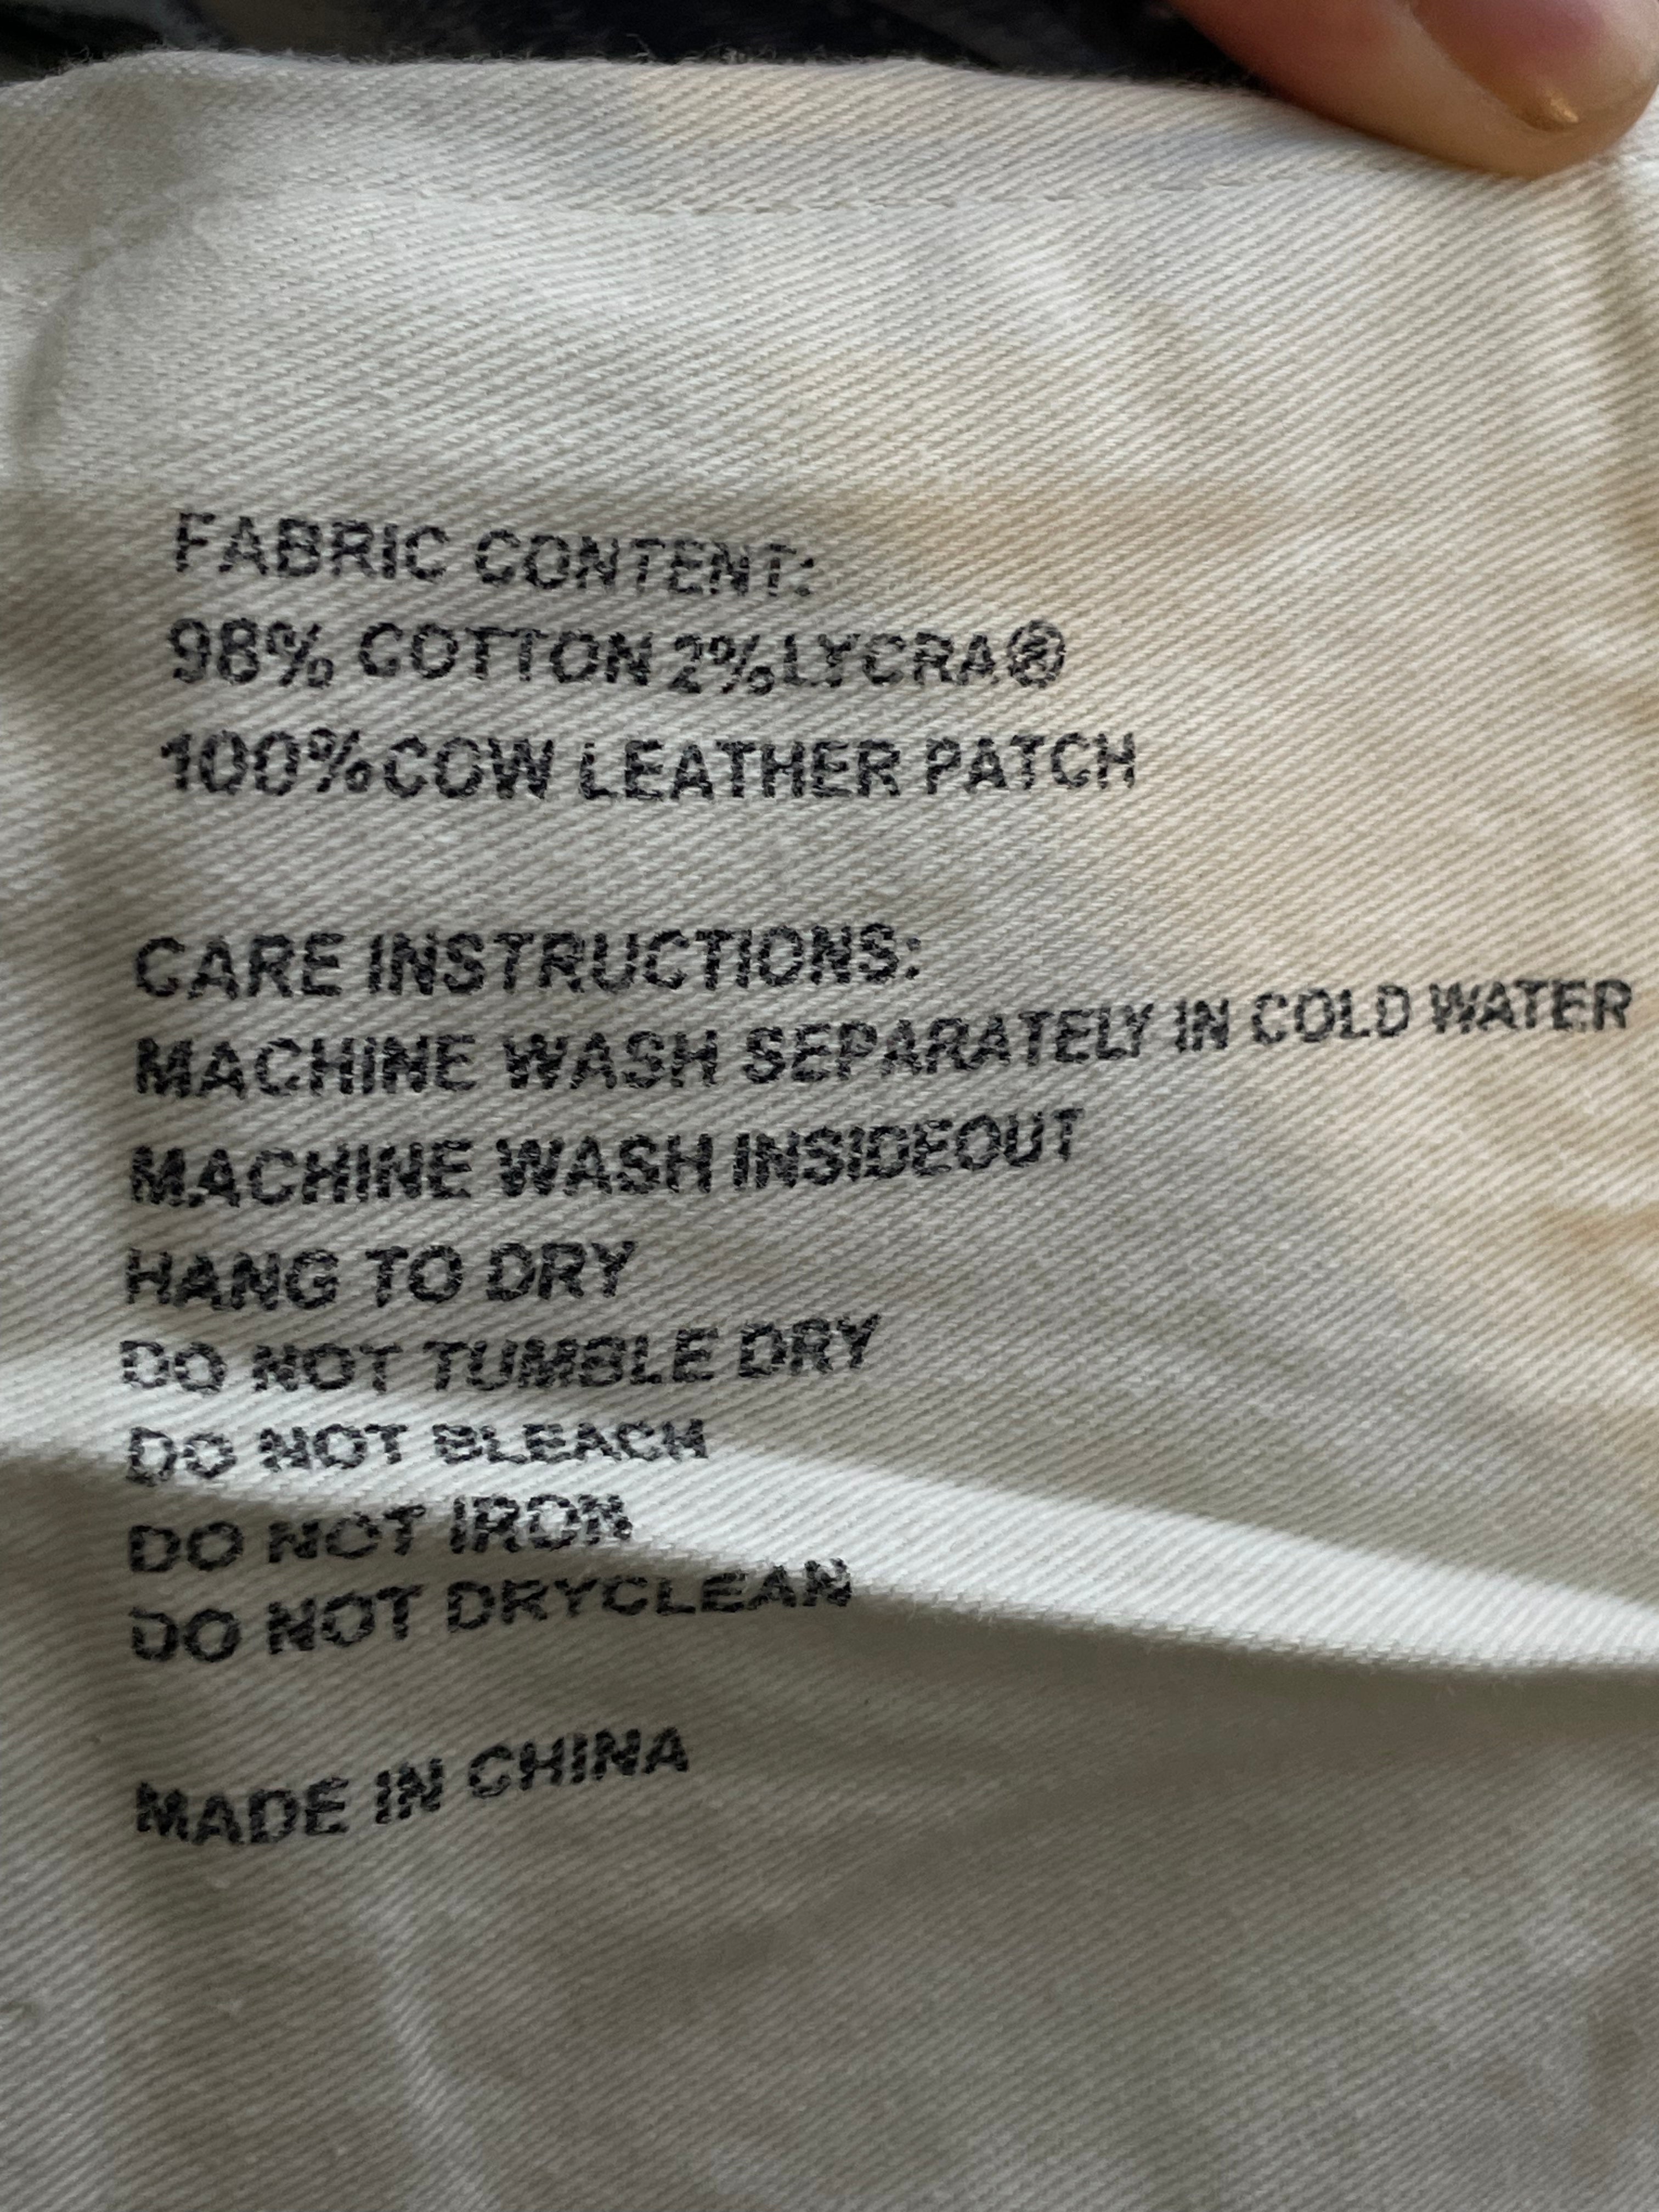 FABRIC CONTENT:
98% COTTON 2%LYCRA®
100%COW LEATHER PATCH
CARE INSTRUCTIONS:
MACHINE WASH SEPARATELY IN COLD WATER
MACHINE WASH INSIDEOUT
HANG TO DRY
DO NOT TUMBLE DRY
DO NOT BLEACH
DO NOT IRON
DO NOT DRYCLEAN
MADE IN CHINA